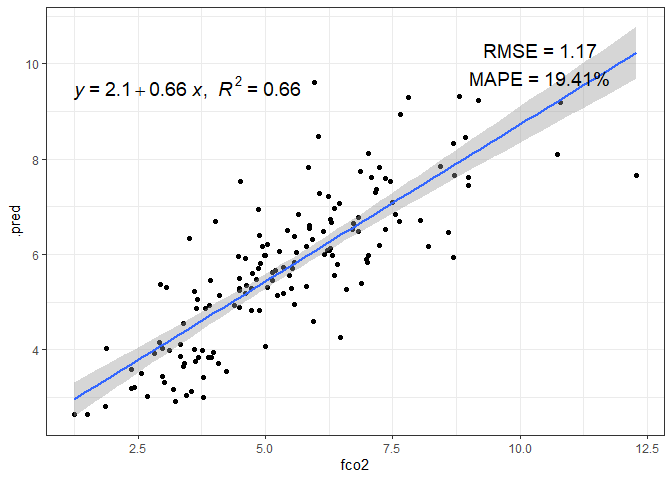 RMSE = 1.17
y = 2.1 + 0.66 x, R² = 0.66
MAPE = 19.41%
10
8
6
4
.pred
2.5 5.0 7.5 10.0 12.5
fco2